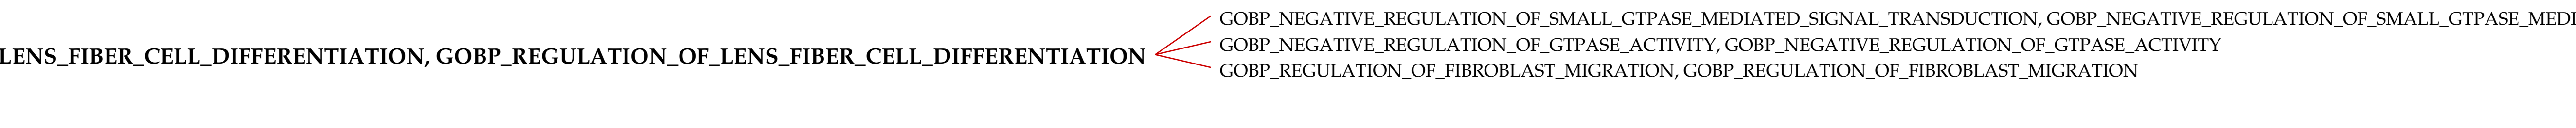 GOBP_NEGATIVE_REGULATION_OF_SMALL_GTPASE_MEDIATED_SIGNAL_TRANSDUCTION, GOBP_NEGATIVE_REGULATION_OF_SMALL_GTPASE_MEDI
GOBP_NEGATIVE_REGULATION_OF_GTPASE_ACTIVITY, GOBP_NEGATIVE_REGULATION_OF_GTPASE_ACTIVITY
LENS_FIBER_CELL_DIFFERENTIATION, GOBP_REGULATION_OF_LENS_FIBER_CELL_DIFFERENTIATION
GOBP_REGULATION_OF_FIBROBLAST_MIGRATION, GOBP_REGULATION_OF_FIBROBLAST_MIGRATION